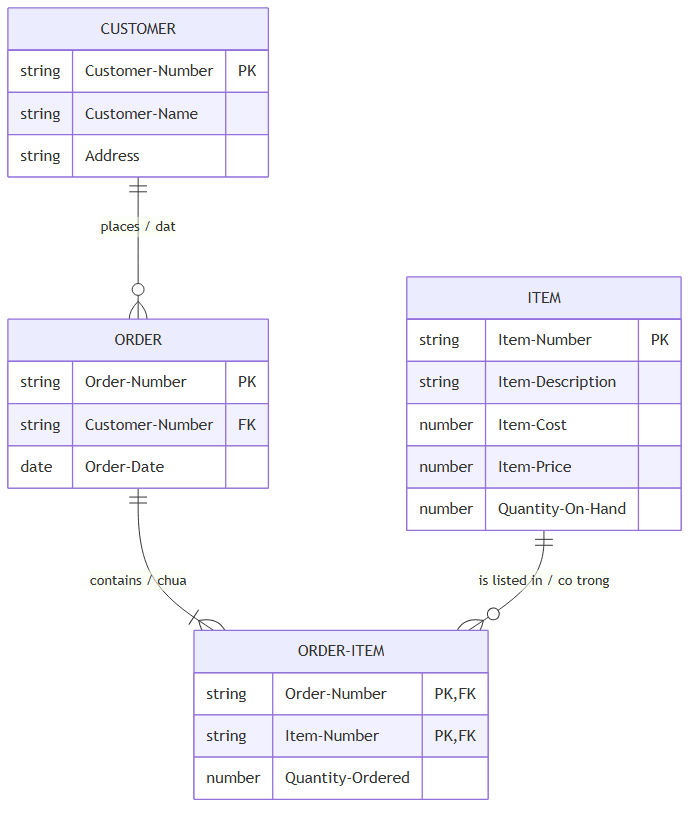 CUSTOMER
string Customer-Number PK
string Customer-Name
string Address
places / dat
ORDER
string Order-Number PK
string Customer-Number FK
date Order-Date
ITEM
string Item-Number PK
string Item-Description
number Item-Cost
number Item-Price
number Quantity-On-Hand
contains / chua
is listed in / co trong
ORDER-ITEM
string Order-Number PK,FK
string Item-Number PK,FK
number Quantity-Ordered